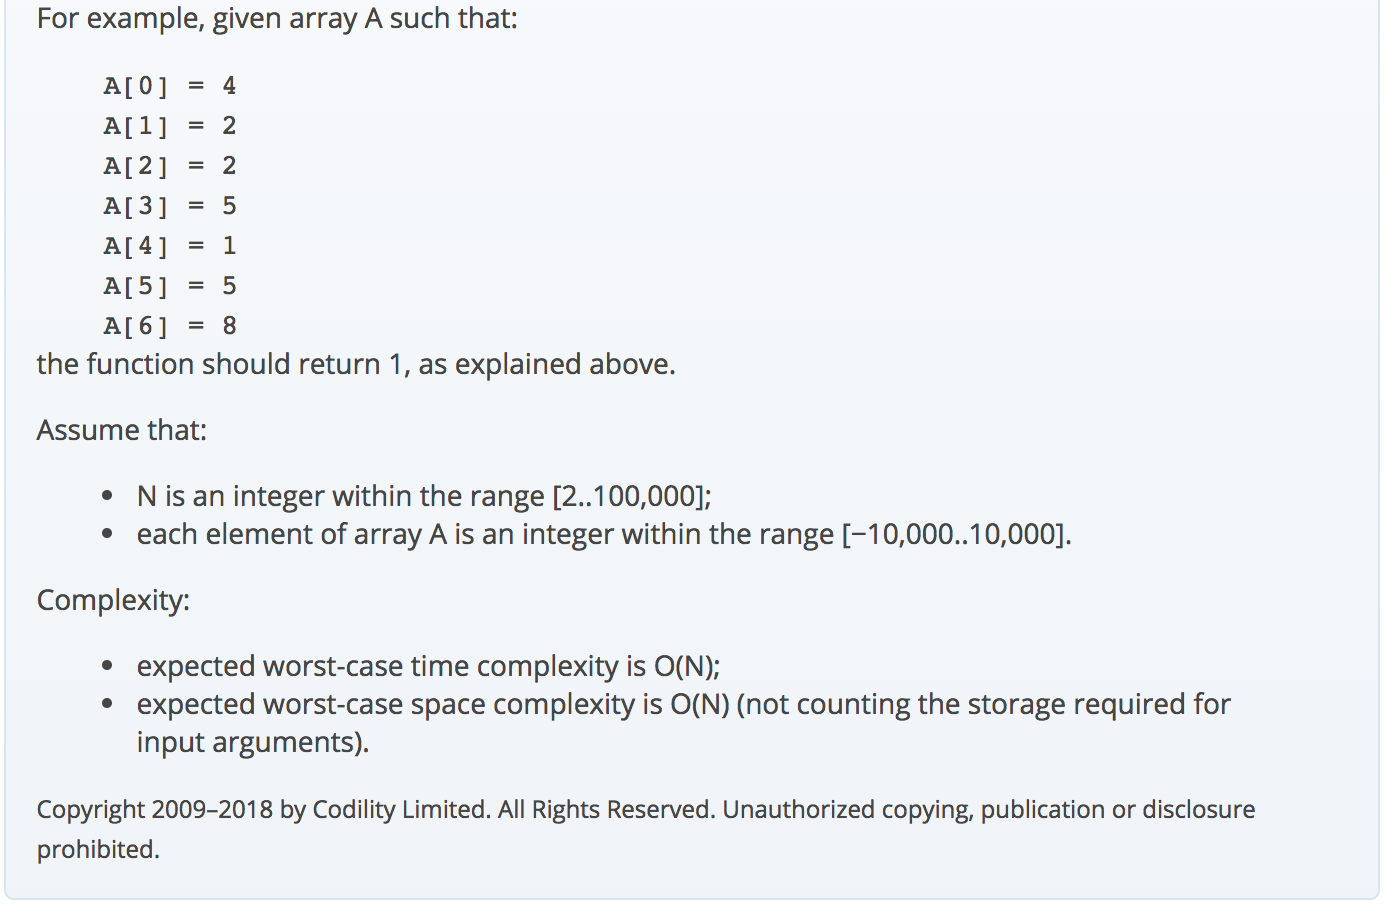 For example, given array A such that:
A[0] = 4
A[1] = 2
A[2] = 2
A[3] = 5
A[4] = 1
A[5] = 5
A[6] = 8
the function should return 1, as explained above.
Assume that:
• N is an integer within the range [2..100,000];
• each element of array A is an integer within the range [−10,000..10,000].
Complexity:
• expected worst-case time complexity is O(N);
• expected worst-case space complexity is O(N) (not counting the storage required for
input arguments).
Copyright 2009–2018 by Codility Limited. All Rights Reserved. Unauthorized copying, publication or disclosure
prohibited.